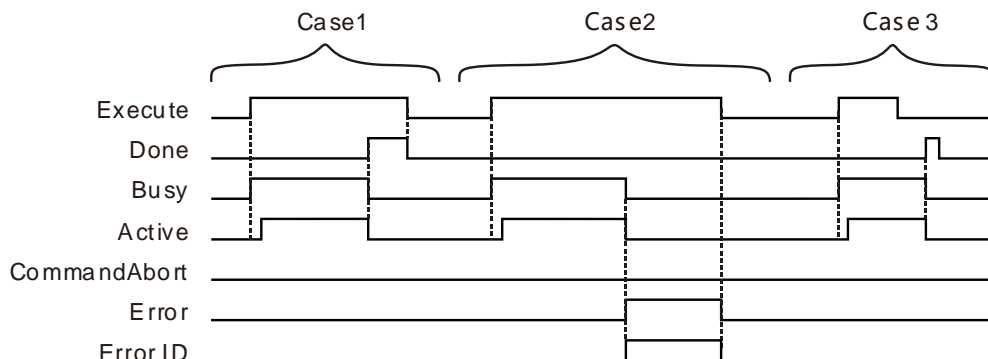 Case1 Case2 Case 3
Execute
Done
Busy
Active
CommandAbort
Error
Error ID